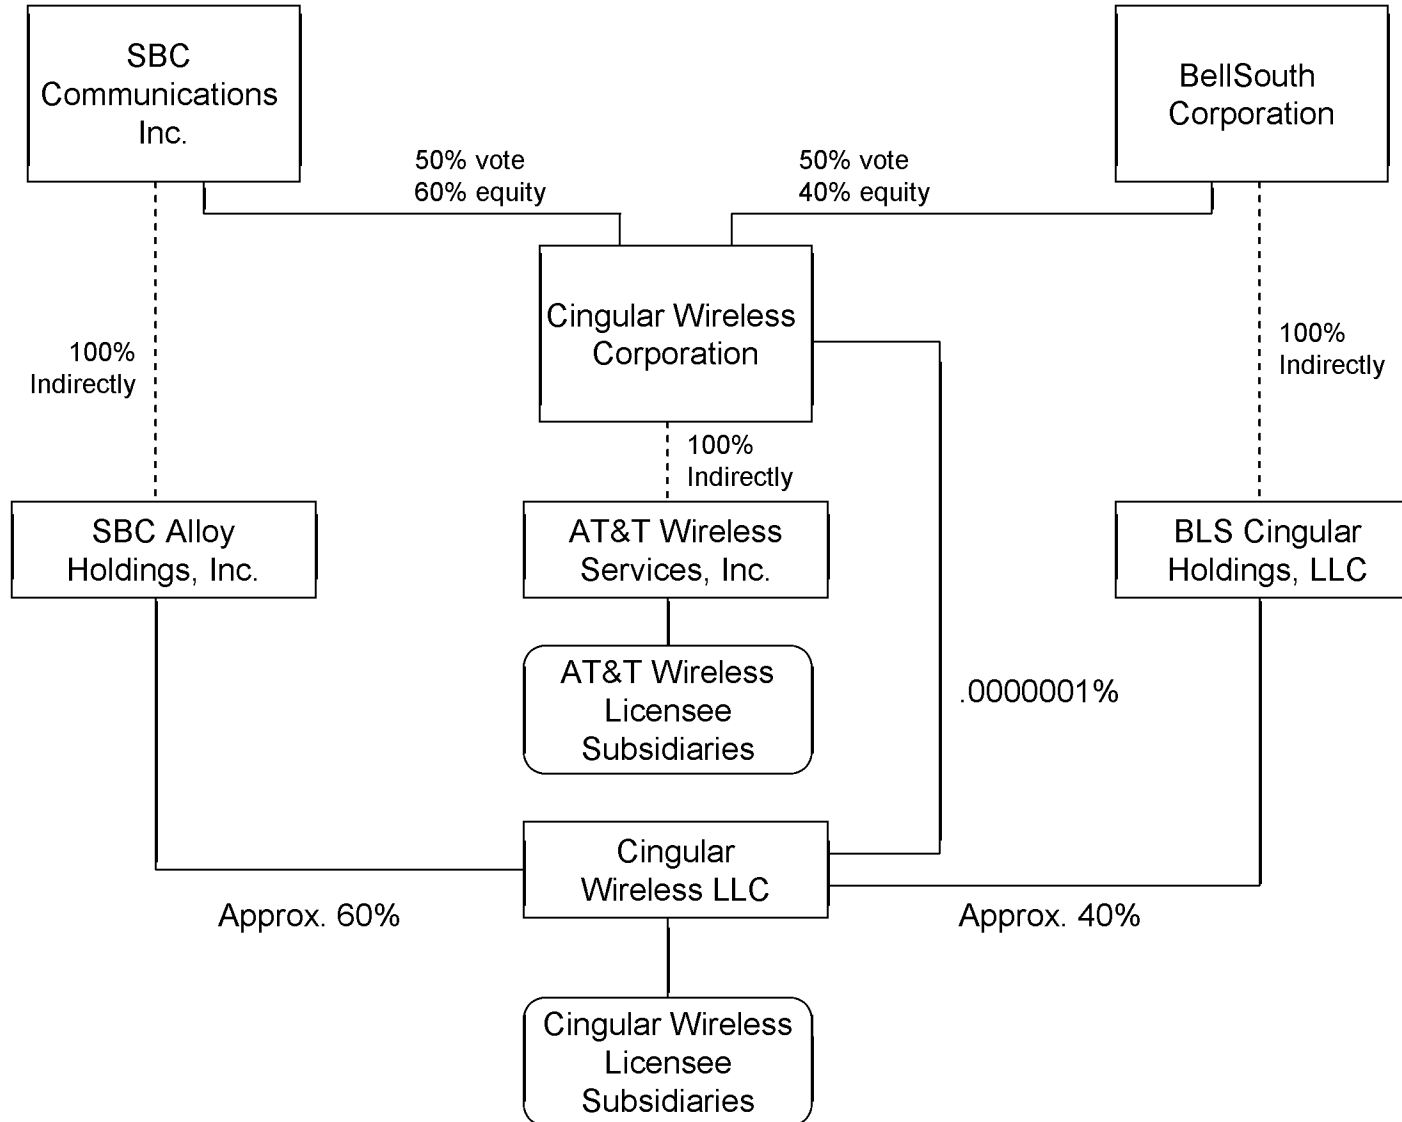 SBC
Communications
Inc.
BellSouth
Corporation
50% vote
60% equity
50% vote
40% equity
Cingular Wireless
Corporation
100%
Indirectly
100%
Indirectly
100%
Indirectly
SBC Alloy
Holdings, Inc.
AT&T Wireless
Services, Inc.
BLS Cingular
Holdings, LLC
AT&T Wireless
Licensee
Subsidiaries
.0000001%
Cingular
Wireless LLC
Approx. 60%
Approx. 40%
Cingular Wireless
Licensee
Subsidiaries